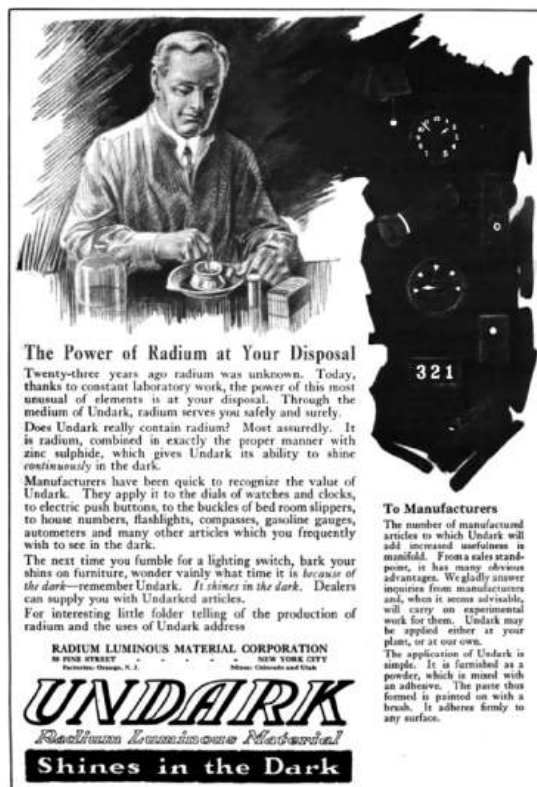 321
The Power of Radium at Your Disposal
Twenty-three years ago radium was unknown. Today,
thanks to constant laboratory work, the power of this most
unusual of elements is at your disposal. Through the
medium of Undark, radium serves you safely and surely.
Does Undark really contain radium? Most assuredly. It
is radium, combined in exactly the proper manner with
zinc sulphide, which gives Undark its ability to shine
continuously in the dark.
Manufacturers have been quick to recognize the value of
Undark. They apply it to the dials of watches and clocks,
to electric push buttons, to the buckles of bed room slippers,
to house numbers, flashlights, compasses, gasoline gauges,
autometers and many other articles which you frequently
wish to see in the dark.
The next time you fumble for a lighting switch, bark your
shins on furniture, wonder vainly what time it is because of
the dark—remember Undark. It shines in the dark. Dealers
can supply you with Undarked articles.
For interesting little folder telling of the production of
radium and the uses of Undark address
RADIUM LUMINOUS MATERIAL CORPORATION
58 PINE STREET - - - - - NEW YORK CITY
Factories: Orange, N. J. Mines: Colorado and Utah
UNDARK
Radium Luminous Material
Shines in the Dark
To Manufacturers
The number of manufactured
articles to which Undark will
add increased usefulness is
manifold. From a sales stand-
point, it has many obvious
advantages. We gladly answer
inquiries from manufacturers
and, when it seems advisable,
will carry on experimental
work for them. Undark may
be applied either at your
plant, or at our own.
The application of Undark is
simple. It is furnished as a
powder, which is mixed with
an adhesive. The paste thus
formed is painted on with a
brush. It adheres firmly to
any surface.